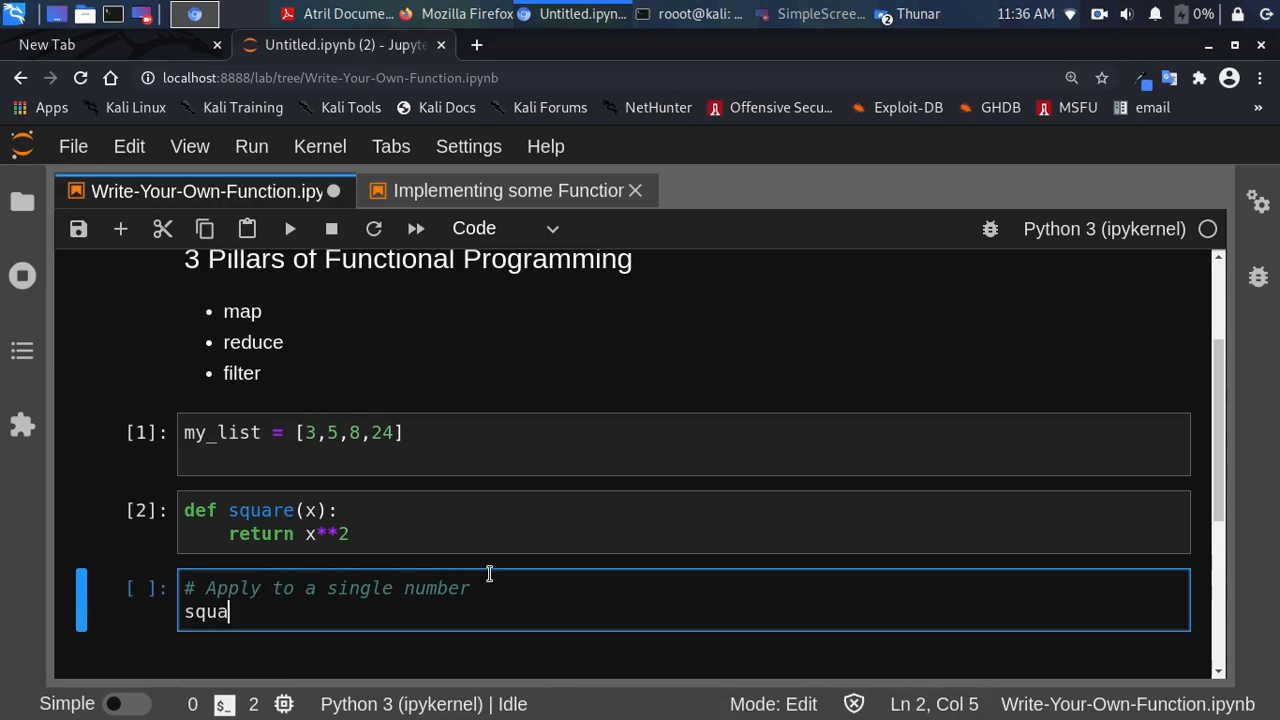 Atril Docume...
Mozilla Firefox
Untitled.ipyn...
rooot@kali: ...
SimpleScree...
2
Thunar
11:36 AM
0%
New Tab
Untitled.ipynb (2) - Jupyte
localhost:8888/lab/tree/Write-Your-Own-Function.ipynb
Apps
Kali Linux
Kali Training
Kali Tools
Kali Docs
Kali Forums
NetHunter
Offensive Secu...
Exploit-DB
GHDB
MSFU
email
»
File
Edit
View
Run
Kernel
Tabs
Settings
Help
Write-Your-Own-Function.ipy
Implementing some Function
Code
Python 3 (ipykernel)
3 Pillars of Functional Programming
• map
• reduce
• filter
[1]: my_list = [3,5,8,24]
[2]: def square(x):
return x**2
[ ]: # Apply to a single number
squa
Simple
0
$_
2
Python 3 (ipykernel) | Idle
Mode: Edit
Ln 2, Col 5
Write-Your-Own-Function.ipynb